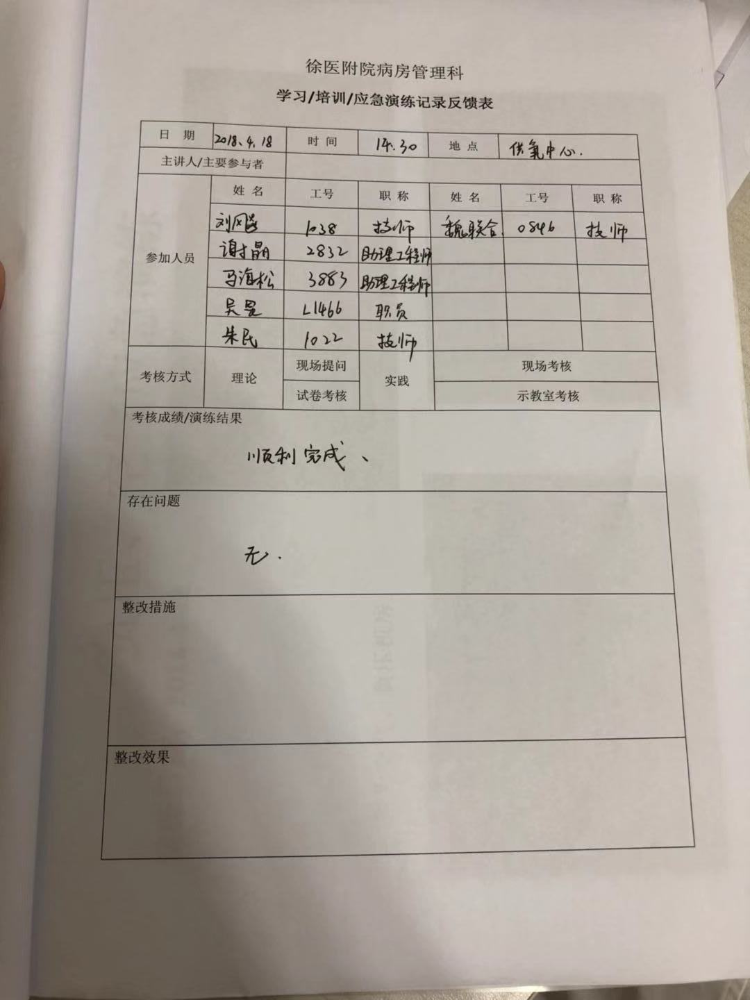 徐医附院病房管理科
学习/培训/应急演练记录反馈表
日 期 2018.4.18 时 间 14.30 地 点 供氧中心.
主讲人/主要参与者
参加人员
姓 名 工号 职 称 姓 名 工号 职 称
刘风 1038 技师 魏联合 0846 技师
谢晶 2832 助理工程师
马海松 3883 助理工程师
吴昱 L1466 职员
朱民 1022 技师
考核方式 理论 现场提问 实践 现场考核
试卷考核 示教室考核
考核成绩/演练结果
顺利完成、
存在问题
无.
整改措施
整改效果